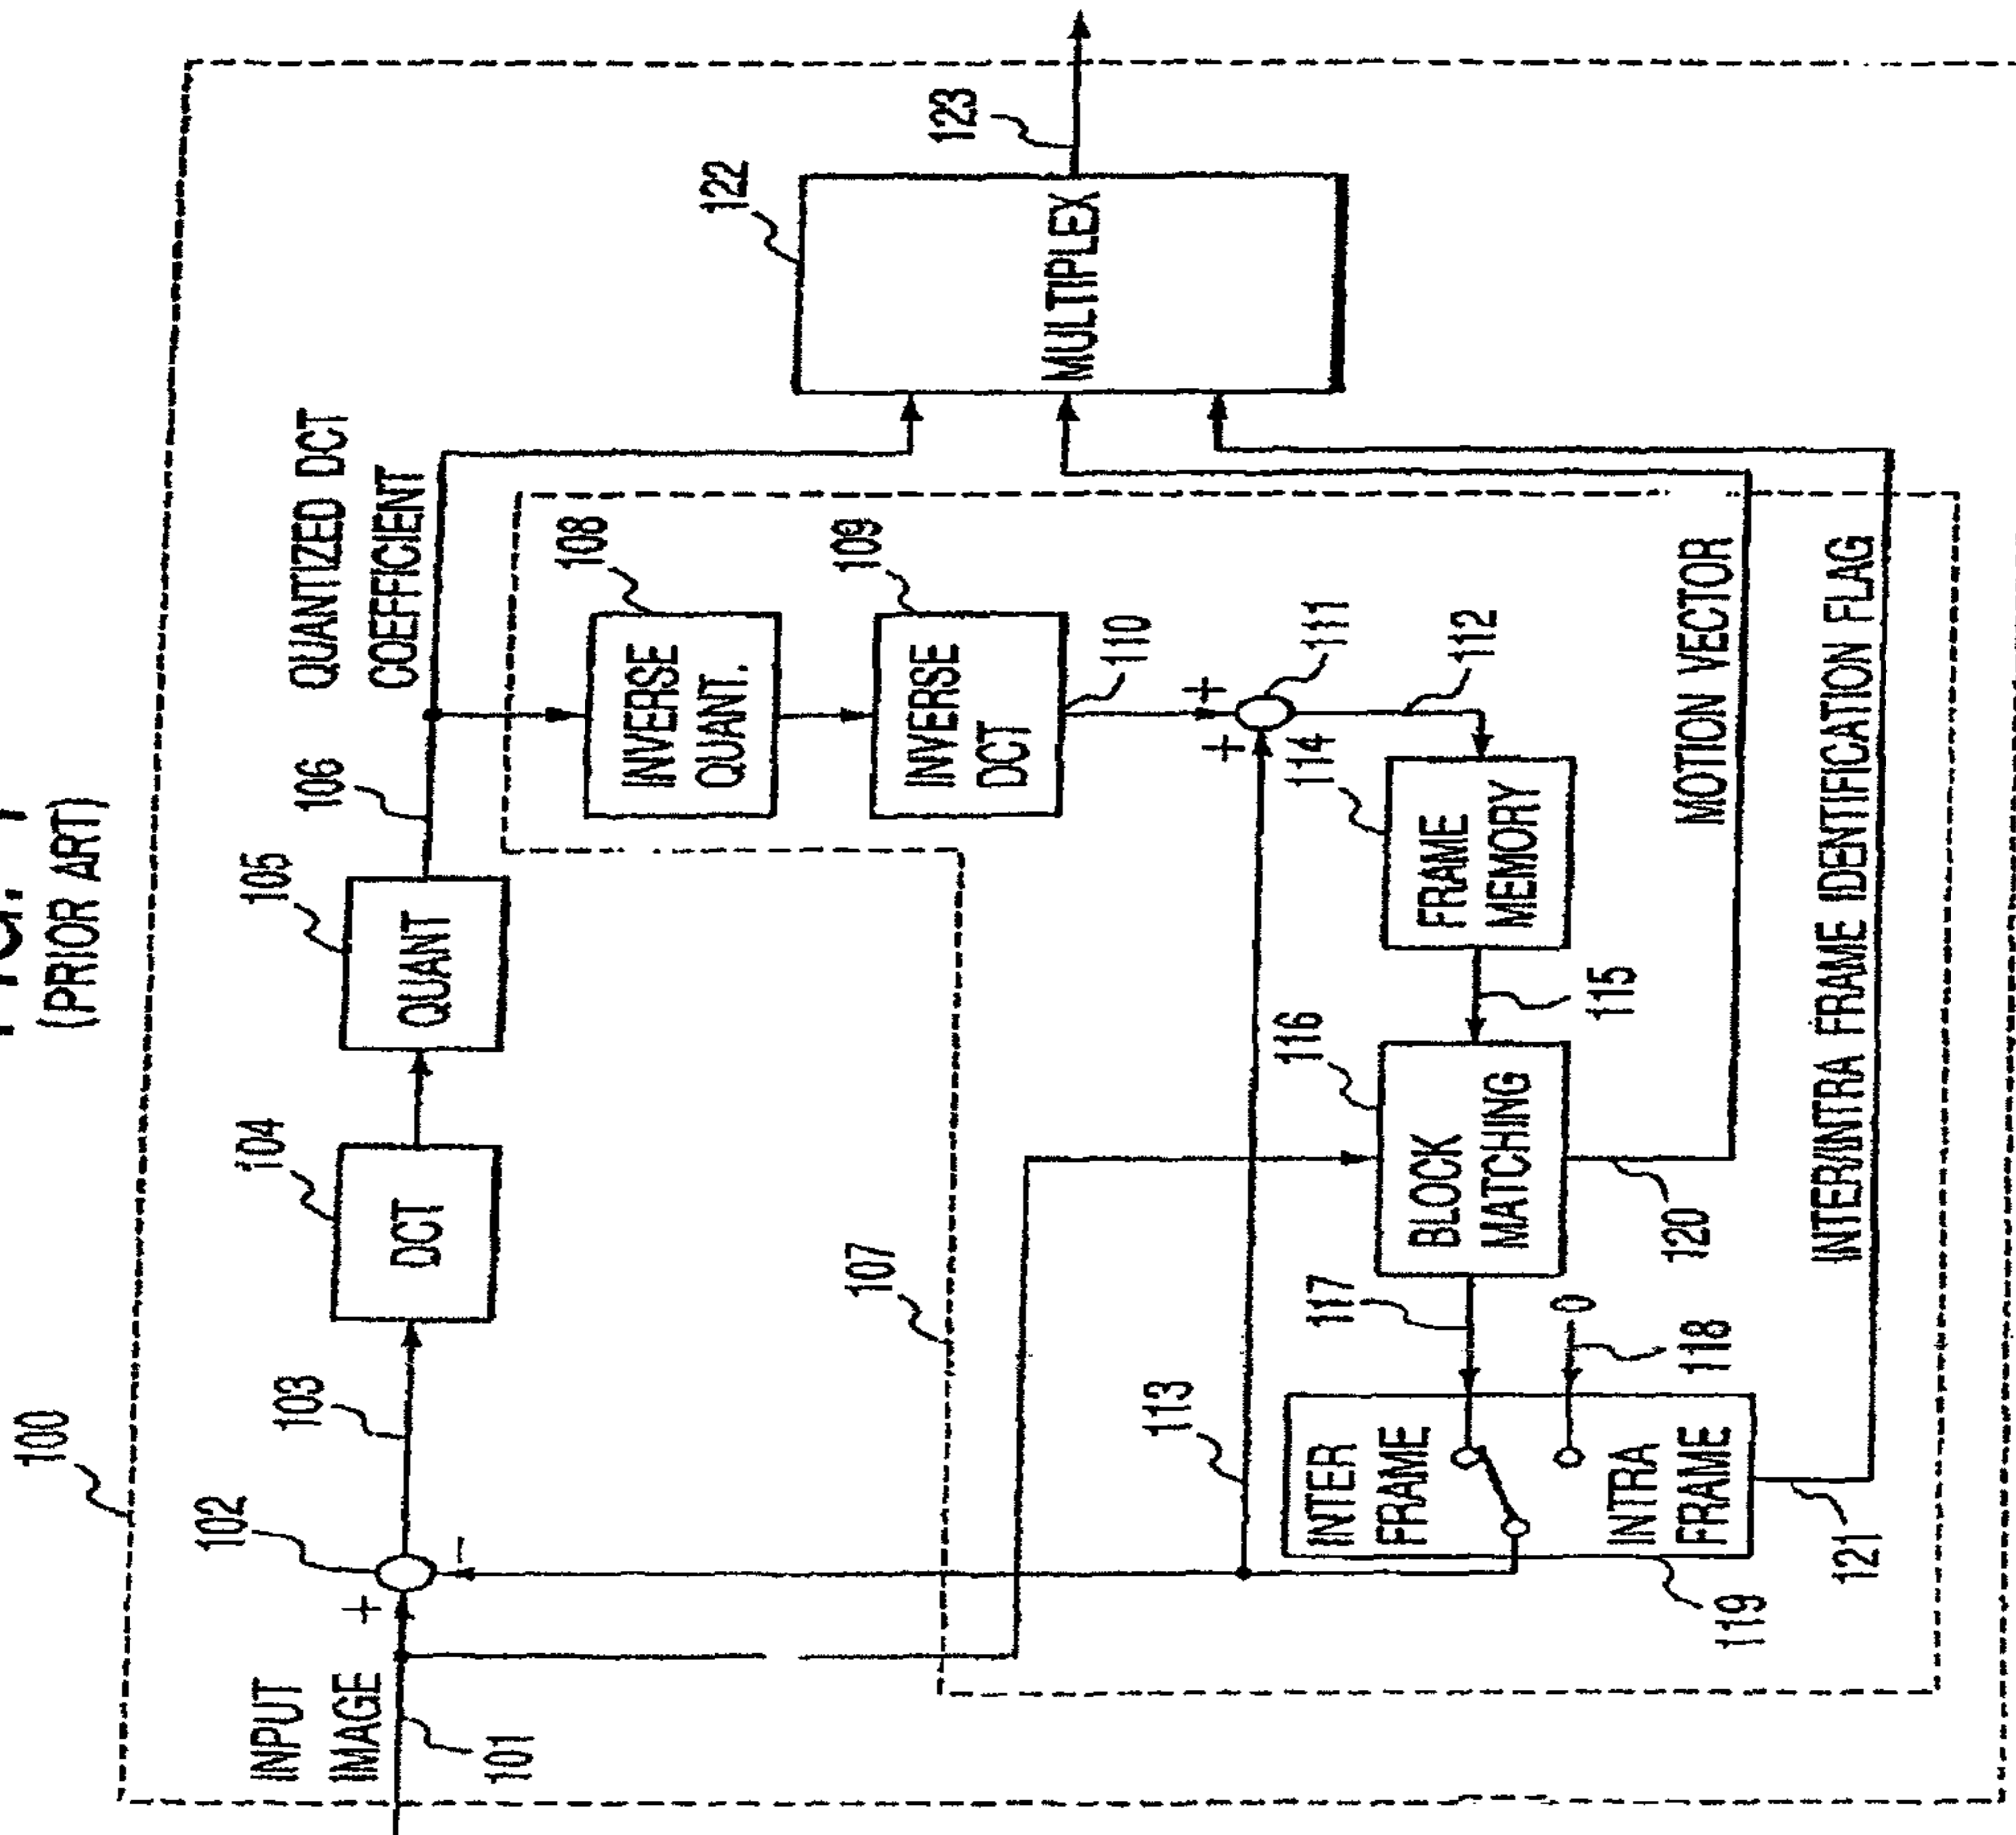 FIG. 1
(PRIOR ART)
100
INPUT
IMAGE
101
102
103
104
DCT
105
QUANT
106
QUANTIZED DCT
COEFFICIENT
107
108
INVERSE
QUANT.
109
INVERSE
DCT
110
111
112
113
114
FRAME
MEMORY
115
116
BLOCK
MATCHING
117
0
118
INTER
FRAME
INTRA
FRAME
119
120
MOTION VECTOR
121
INTER/INTRA FRAME IDENTIFICATION FLAG
122
MULTIPLEX
123
+
-
+
+